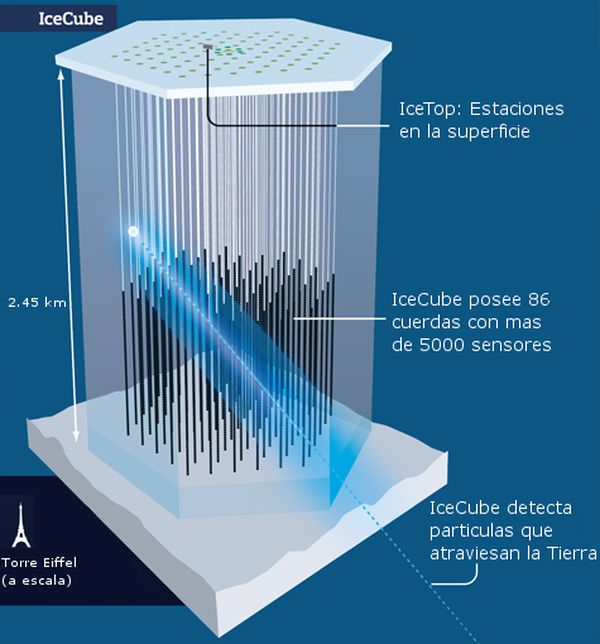 IceCube
IceTop: Estaciones
en la superficie
2.45 km
IceCube posee 86
cuerdas con mas
de 5000 sensores
IceCube detecta
particulas que
atraviesan la Tierra
Torre Eiffel
(a escala)